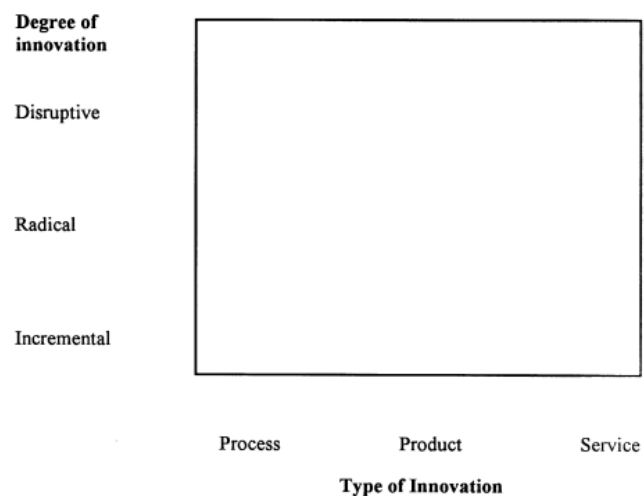 Degree of
innovation
Disruptive
Radical
Incremental
Process Product Service
Type of Innovation